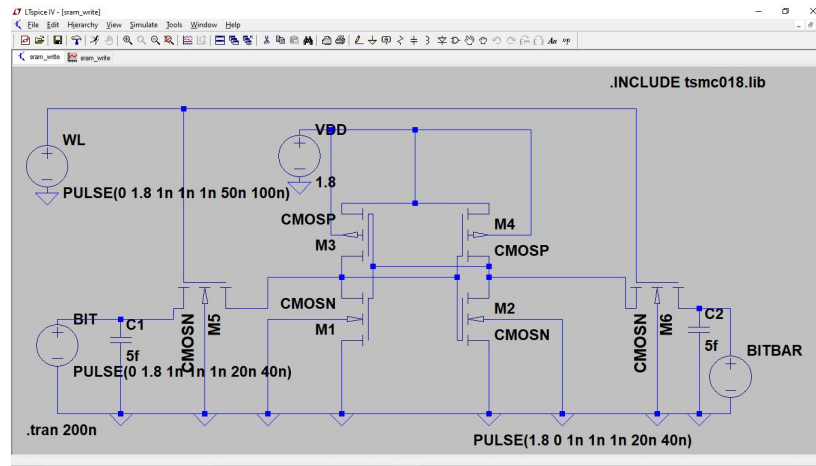 LTspice IV - [sram_write]
File Edit Hierarchy View Simulate Tools Window Help
sram_write sram_write
.INCLUDE tsmc018.lib
WL
PULSE(0 1.8 1n 1n 1n 50n 100n)
VDD
1.8
CMOSP
M3
M4
CMOSP
CMOSN
M1
M2
CMOSN
BIT
PULSE(0 1.8 1n 1n 1n 20n 40n)
C1
5f
CMOSN
M5
CMOSN
M6
C2
5f
BITBAR
.tran 200n
PULSE(1.8 0 1n 1n 1n 20n 40n)